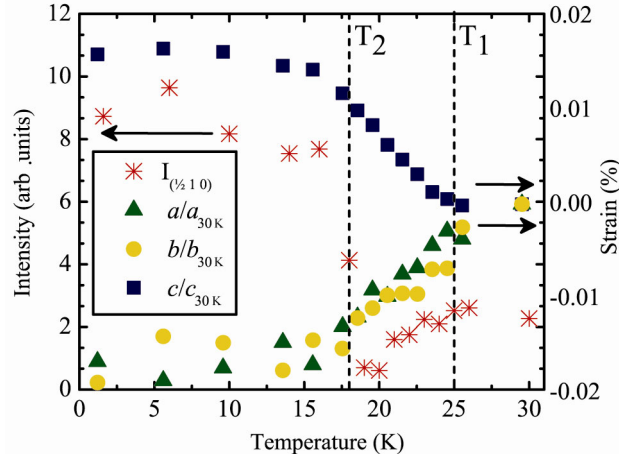 12
10
8
6
4
2
0
Intensity (arb .units)
T₂
T₁
I(½ 1 0)
a/a30 K
b/b30 K
c/c30 K
0.02
0.01
0.00
-0.01
-0.02
Strain (%)
0 5 10 15 20 25 30
Temperature (K)